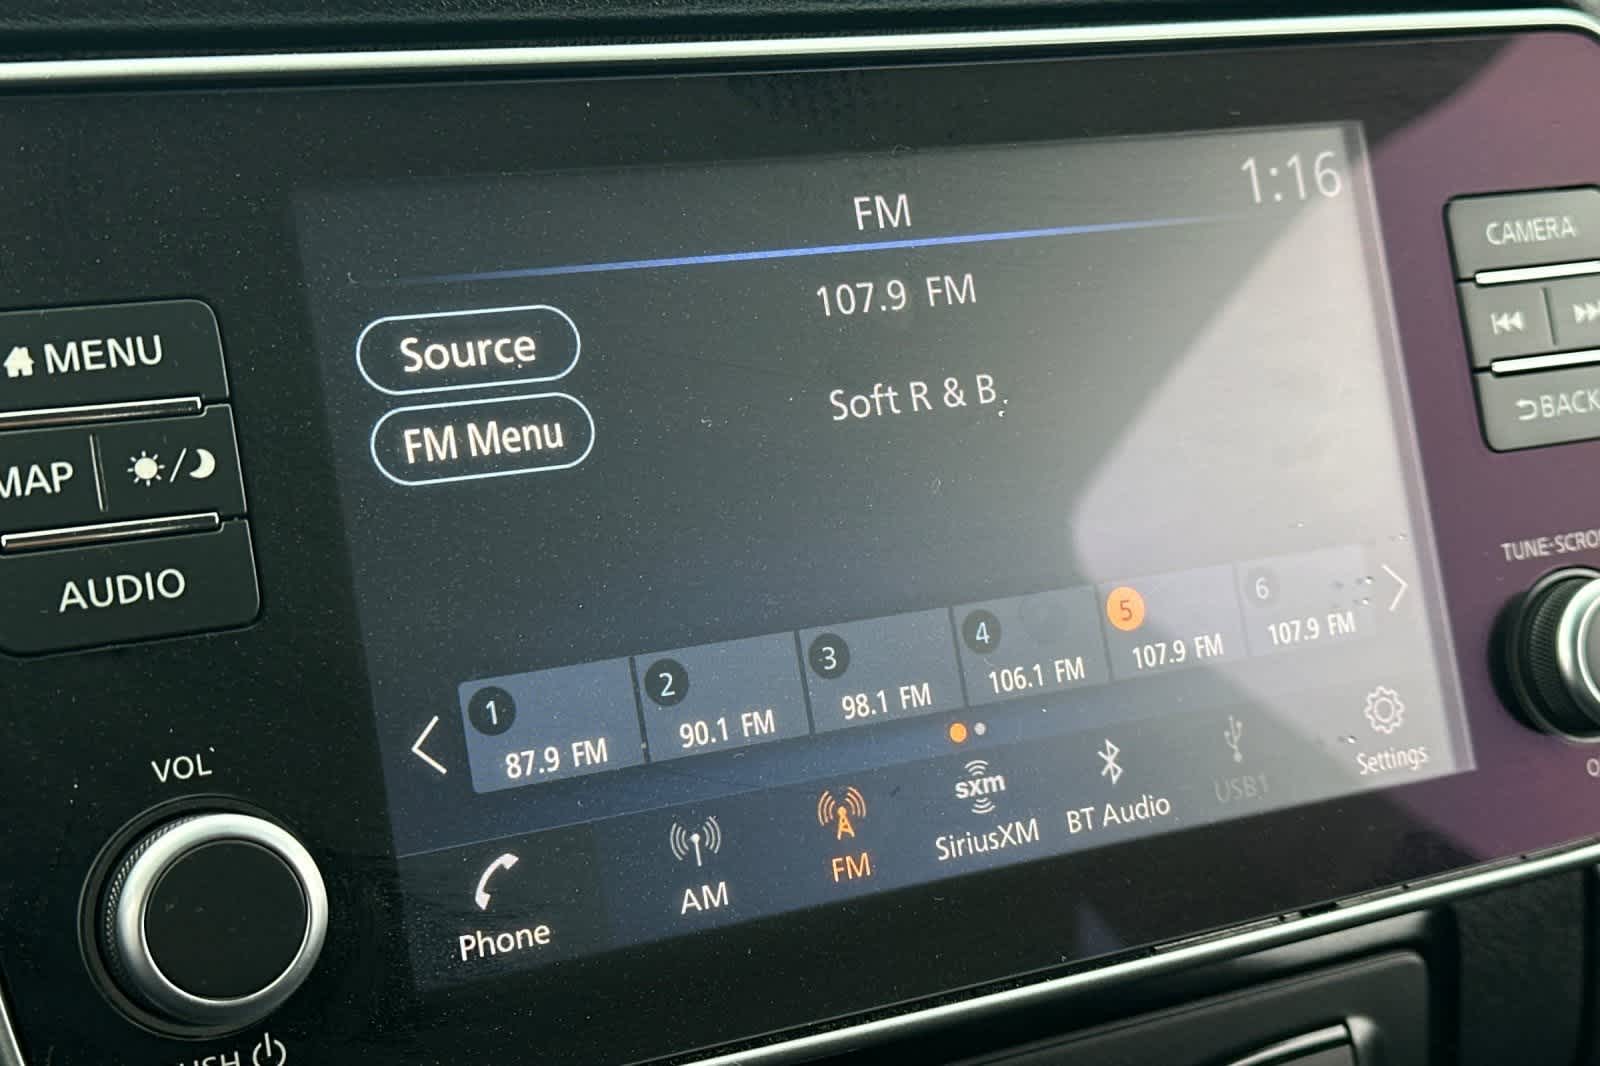 FM
1:16
107.9 FM
Source
Soft R & B
FM Menu
1
87.9 FM
2
90.1 FM
3
98.1 FM
4
106.1 FM
5
107.9 FM
6
107.9 FM
Phone
AM
FM
sxm
SiriusXM
BT Audio
USB1
Settings
MENU
MAP
AUDIO
VOL
CAMERA
BACK